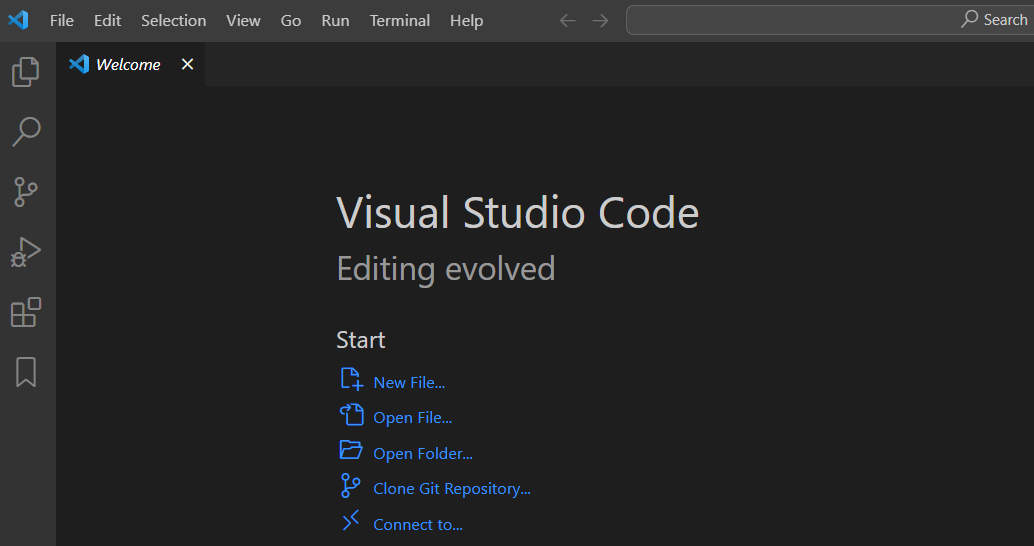 File Edit Selection View Go Run Terminal Help Search
Welcome
Visual Studio Code
Editing evolved
Start
New File...
Open File...
Open Folder...
Clone Git Repository...
Connect to...